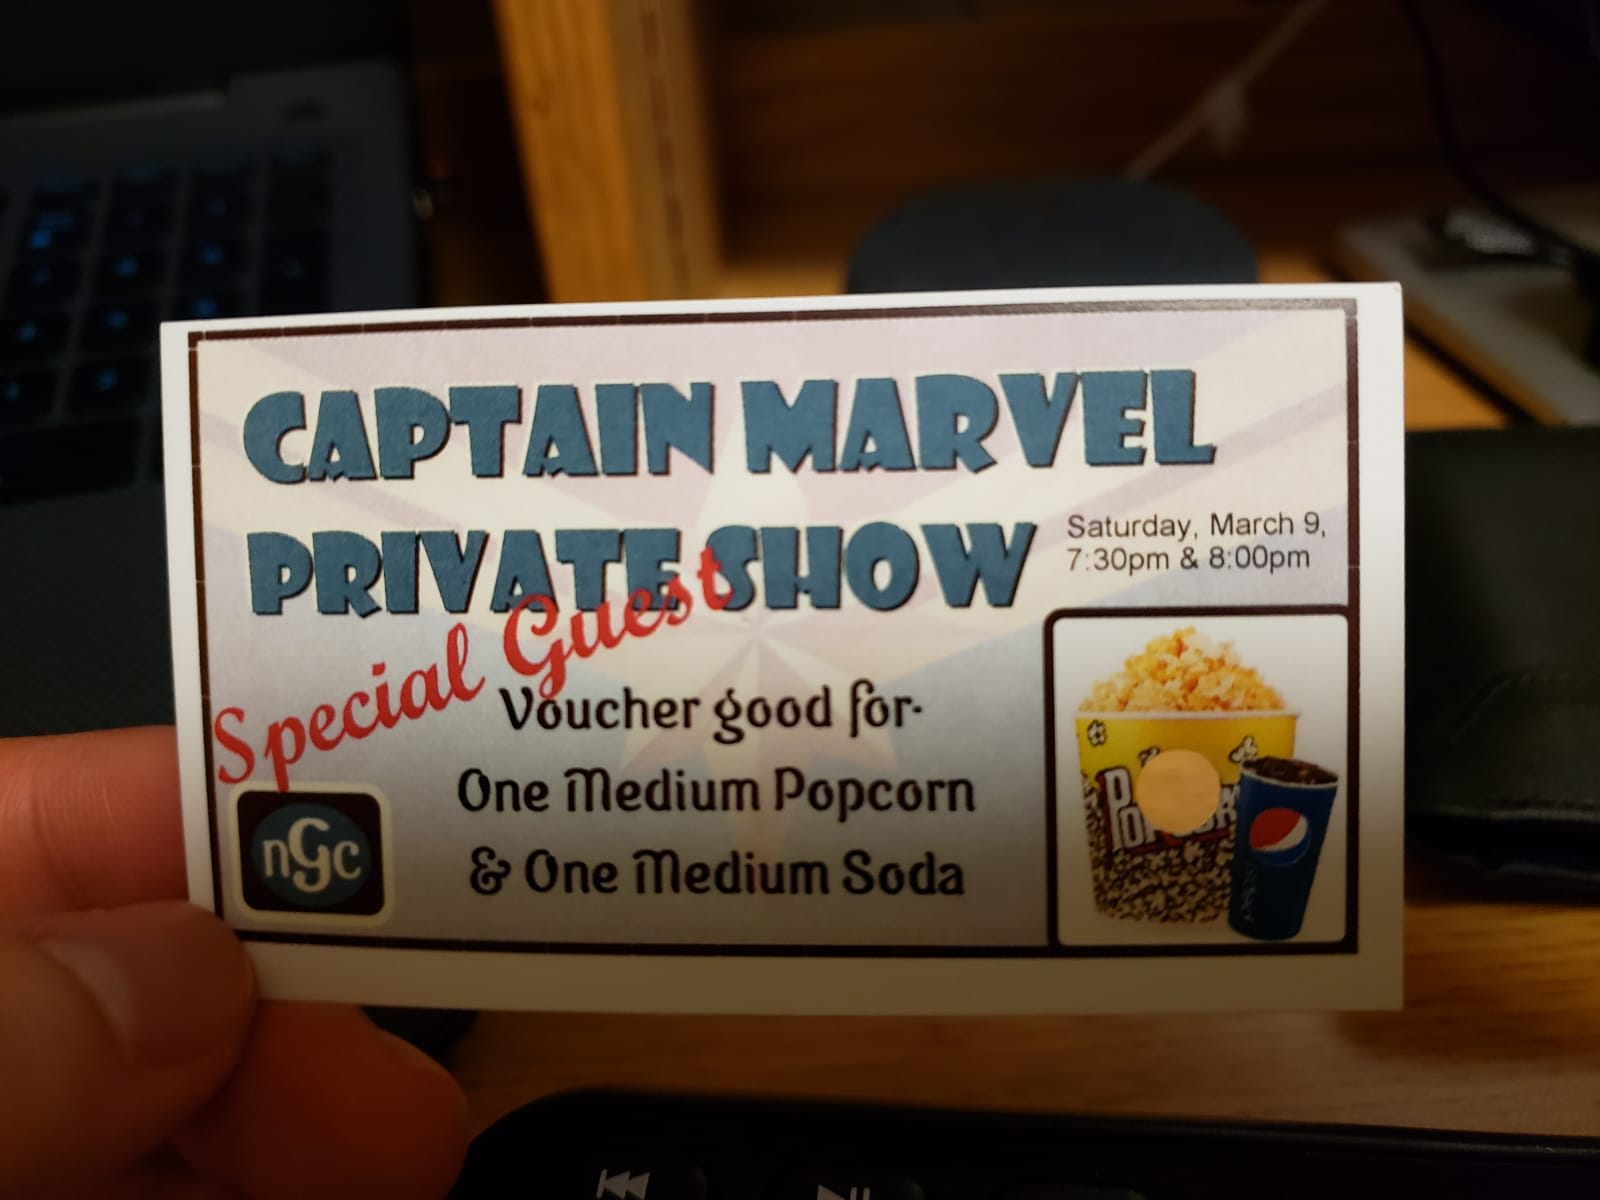 CAPTAIN MARVEL
PRIVATE SHOW
Saturday, March 9,
7:30pm & 8:00pm
Special Guest
Voucher good for-
One Medium Popcorn
& One Medium Soda
nGc
pepsi